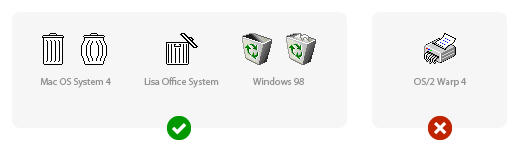 Mac OS System 4
Lisa Office System
Windows 98
OS/2 Warp 4